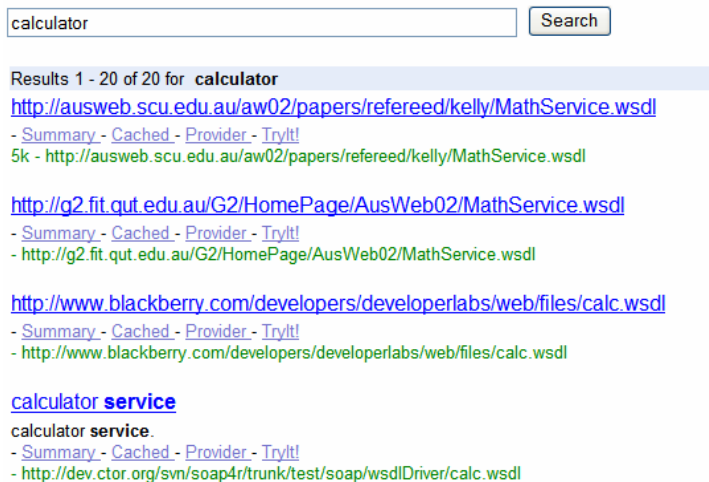 calculator
Search
Results 1 - 20 of 20 for calculator
http://ausweb.scu.edu.au/aw02/papers/refereed/kelly/MathService.wsdl
- Summary - Cached - Provider - TryIt!
5k - http://ausweb.scu.edu.au/aw02/papers/refereed/kelly/MathService.wsdl
http://g2.fit.qut.edu.au/G2/HomePage/AusWeb02/MathService.wsdl
- Summary - Cached - Provider - TryIt!
- http://g2.fit.qut.edu.au/G2/HomePage/AusWeb02/MathService.wsdl
http://www.blackberry.com/developers/developerlabs/web/files/calc.wsdl
- Summary - Cached - Provider - TryIt!
- http://www.blackberry.com/developers/developerlabs/web/files/calc.wsdl
calculator service
calculator service.
- Summary - Cached - Provider - TryIt!
- http://dev.ctor.org/svn/soap4r/trunk/test/soap/wsdlDriver/calc.wsdl